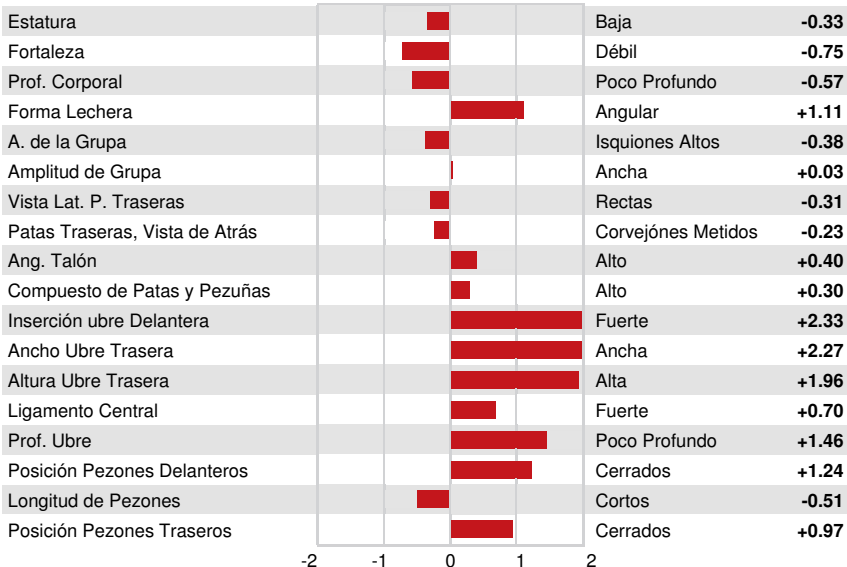 Estatura Baja -0.33
Fortaleza Débil -0.75
Prof. Corporal Poco Profundo -0.57
Forma Lechera Angular +1.11
A. de la Grupa Isquiones Altos -0.38
Amplitud de Grupa Ancha +0.03
Vista Lat. P. Traseras Rectas -0.31
Patas Traseras, Vista de Atrás Corvejónes Metidos -0.23
Ang. Talón Alto +0.40
Compuesto de Patas y Pezuñas Alto +0.30
Inserción ubre Delantera Fuerte +2.33
Ancho Ubre Trasera Ancha +2.27
Altura Ubre Trasera Alta +1.96
Ligamento Central Fuerte +0.70
Prof. Ubre Poco Profundo +1.46
Posición Pezones Delanteros Cerrados +1.24
Longitud de Pezones Cortos -0.51
Posición Pezones Traseros Cerrados +0.97
-2 -1 0 1 2